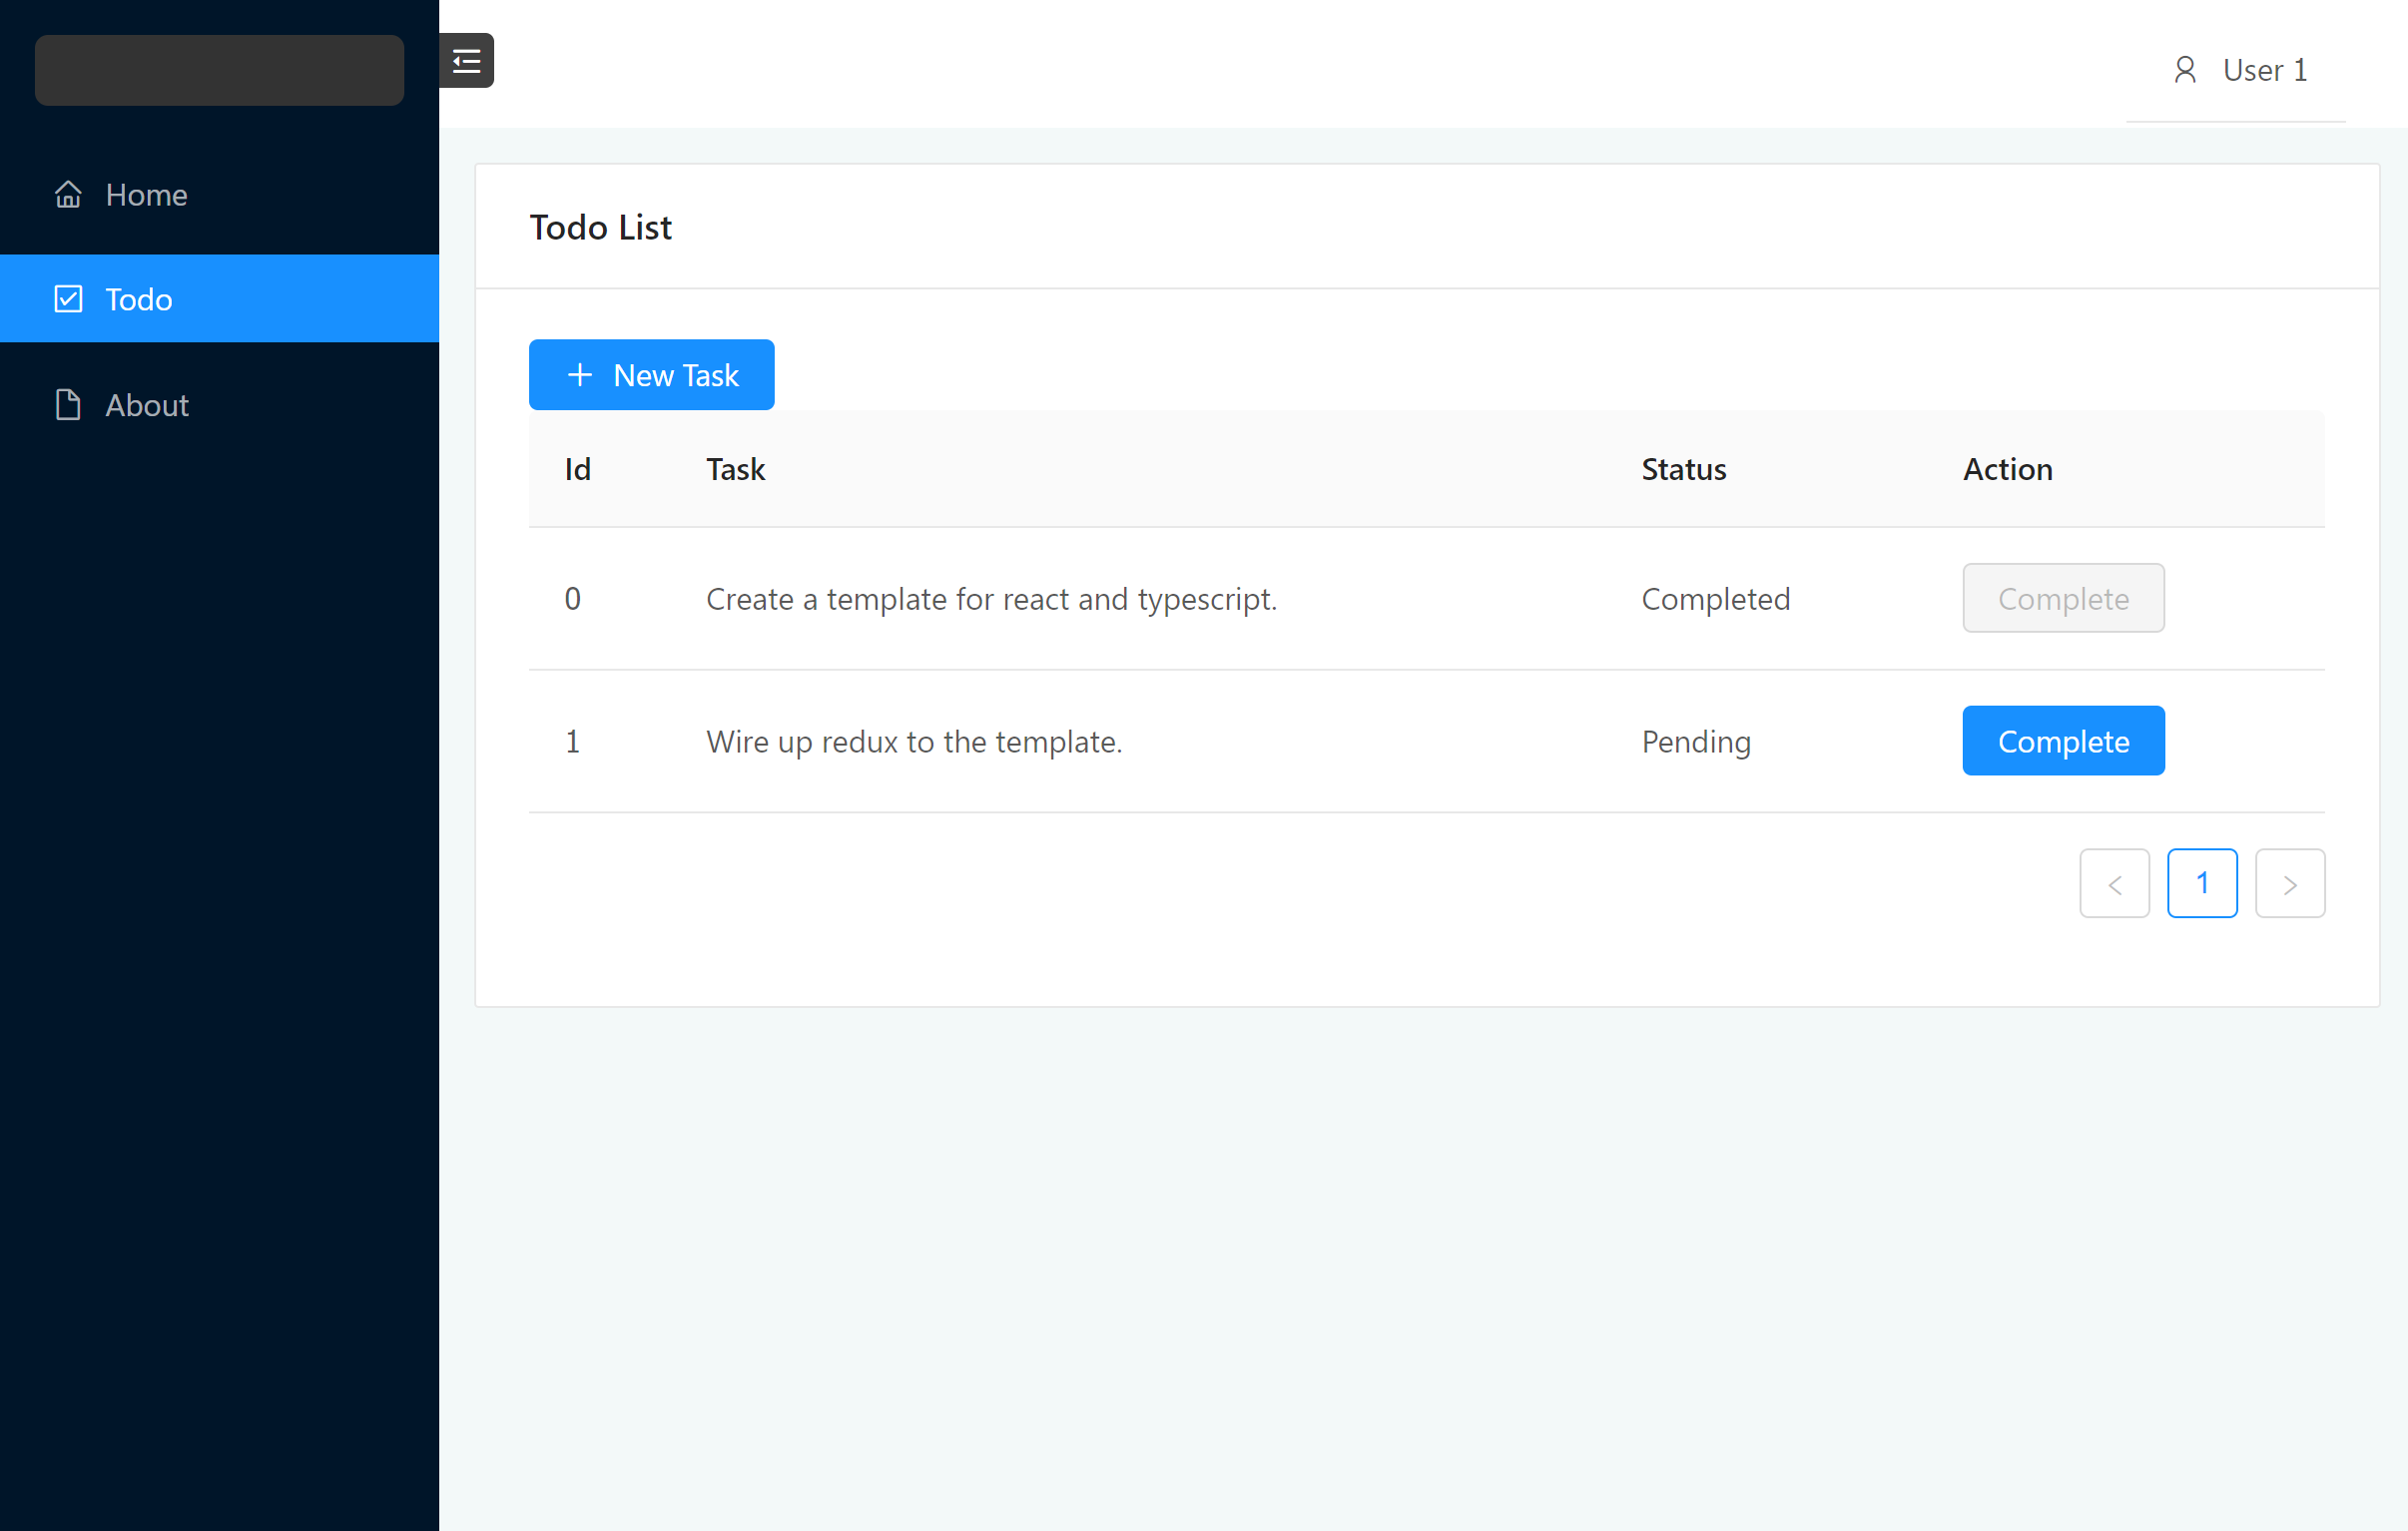 User 1
Home
Todo
About
Todo List
New Task
Id Task Status Action
0 Create a template for react and typescript. Completed Complete
1 Wire up redux to the template. Pending Complete
1